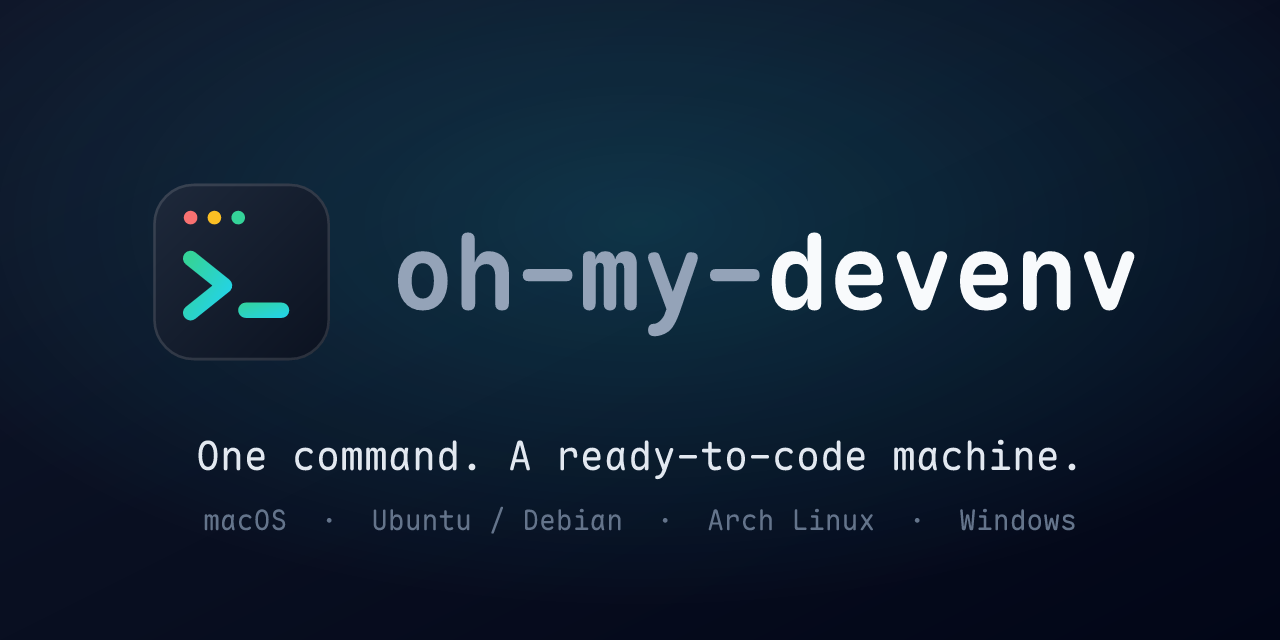 oh-my-devenv
One command. A ready-to-code machine.
macOS · Ubuntu / Debian · Arch Linux · Windows